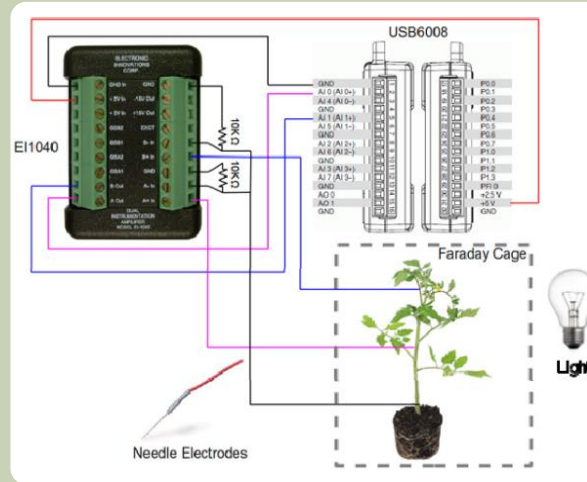 USB6008
ELECTRONIC
INNOVATIONS
CORP.
GND In
GND
+5V In
-15V Out
+5V In
+15V Out
GSB2
EXCT
GSB1
B- In
GSA2
B+ In
GSA1
GND
B Out
A- In
A Out
A+ In
DUAL
INSTRUMENTATION
AMPLIFIER
MODEL EI-1040
EI1040
10KΩ
10KΩ
GND
AI 0 (AI 0+)
AI 4 (AI 0-)
GND
AI 1 (AI 1+)
AI 5 (AI 1-)
GND
AI 2 (AI 2+)
AI 6 (AI 2-)
GND
AI 3 (AI 3+)
AI 7 (AI 3-)
GND
AO 0
AO 1
GND
P0.0
P0.1
P0.2
P0.3
P0.4
P0.5
P0.6
P0.7
P1.0
P1.1
P1.2
P1.3
PFI 0
+2.5 V
+5 V
GND
Faraday Cage
Light
Needle Electrodes